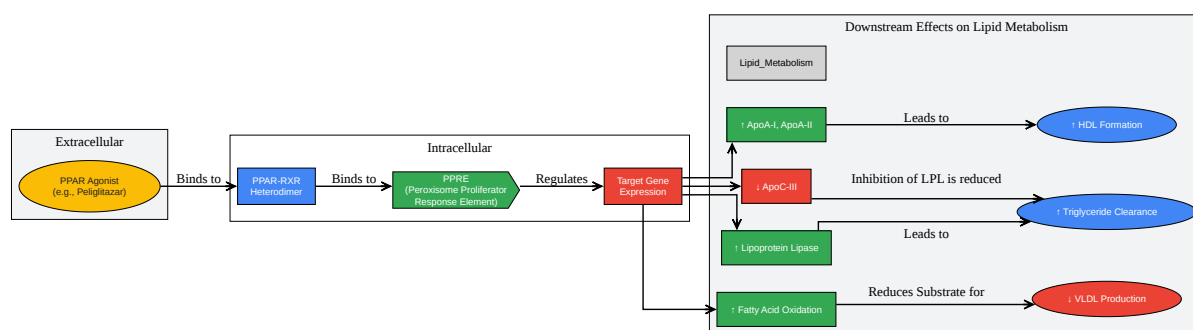 Downstream Effects on Lipid Metabolism
Lipid_Metabolism
Extracellular
PPAR Agonist
(e.g., Peliglitazar)
Binds to
Intracellular
PPAR-RXR
Heterodimer
Binds to
PPRE
(Peroxisome Proliferator
Response Element)
Regulates
Target Gene
Expression
↑ ApoA-I, ApoA-II
Leads to
↑ HDL Formation
↓ ApoC-III
Inhibition of LPL is reduced
↑ Triglyceride Clearance
↑ Lipoprotein Lipase
Leads to
↑ Fatty Acid Oxidation
Reduces Substrate for
↓ VLDL Production